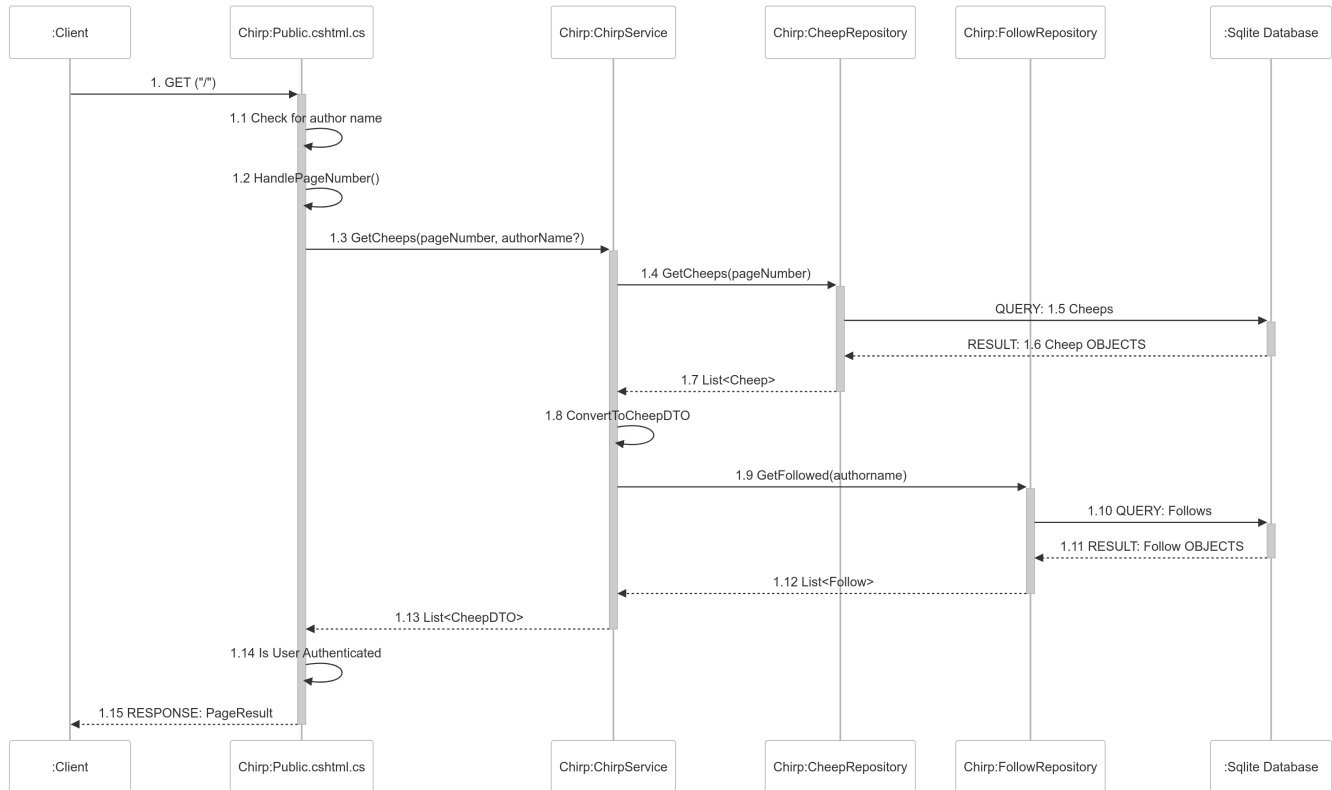 :Client
Chirp:Public.cshtml.cs
Chirp:ChirpService
Chirp:CheepRepository
Chirp:FollowRepository
:Sqlite Database
1. GET ("/")
1.1 Check for author name
1.2 HandlePageNumber()
1.3 GetCheeps(pageNumber, authorName?)
1.4 GetCheeps(pageNumber)
QUERY: 1.5 Cheeps
RESULT: 1.6 Cheep OBJECTS
1.7 List<Cheep>
1.8 ConvertToCheepDTO
1.9 GetFollowed(authorname)
1.10 QUERY: Follows
1.11 RESULT: Follow OBJECTS
1.12 List<Follow>
1.13 List<CheepDTO>
1.14 Is User Authenticated
1.15 RESPONSE: PageResult
:Client
Chirp:Public.cshtml.cs
Chirp:ChirpService
Chirp:CheepRepository
Chirp:FollowRepository
:Sqlite Database